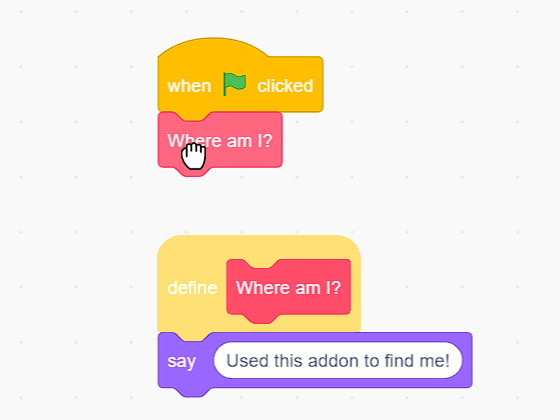 when clicked
Where am I?
define Where am I?
say Used this addon to find me!